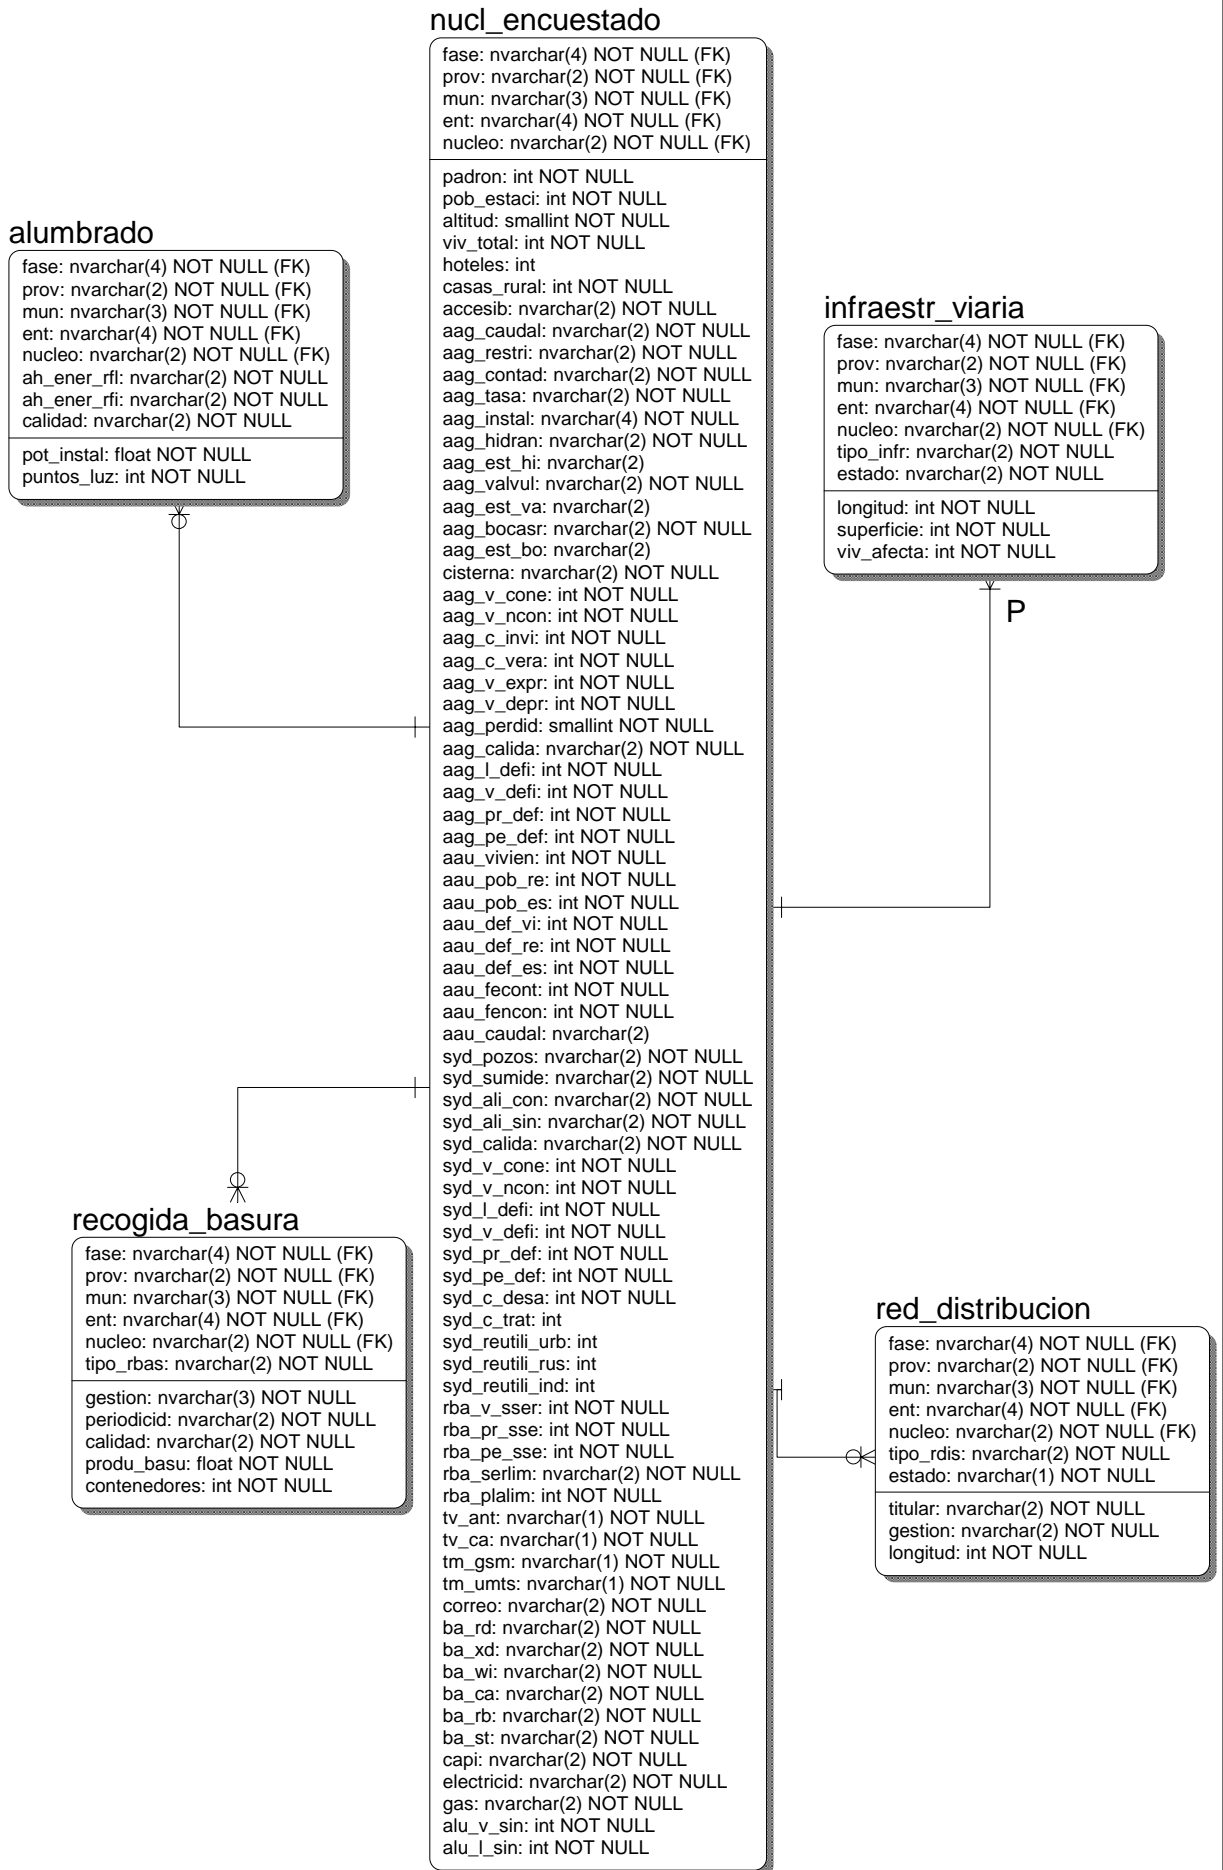 nucl_encuestado
fase: nvarchar(4) NOT NULL (FK)
prov: nvarchar(2) NOT NULL (FK)
mun: nvarchar(3) NOT NULL (FK)
ent: nvarchar(4) NOT NULL (FK)
nucleo: nvarchar(2) NOT NULL (FK)
padron: int NOT NULL
pob_estaci: int NOT NULL
altitud: smallint NOT NULL
viv_total: int NOT NULL
hoteles: int
casas_rural: int NOT NULL
accesib: nvarchar(2) NOT NULL
aag_caudal: nvarchar(2) NOT NULL
aag_restri: nvarchar(2) NOT NULL
aag_contad: nvarchar(2) NOT NULL
aag_tasa: nvarchar(2) NOT NULL
aag_instal: nvarchar(4) NOT NULL
aag_hidran: nvarchar(2) NOT NULL
aag_est_hi: nvarchar(2)
aag_valvul: nvarchar(2) NOT NULL
aag_est_va: nvarchar(2)
aag_bocasr: nvarchar(2) NOT NULL
aag_est_bo: nvarchar(2)
cisterna: nvarchar(2) NOT NULL
aag_v_cone: int NOT NULL
aag_v_ncon: int NOT NULL
aag_c_invi: int NOT NULL
aag_c_vera: int NOT NULL
aag_v_expr: int NOT NULL
aag_v_depr: int NOT NULL
aag_perdid: smallint NOT NULL
aag_calida: nvarchar(2) NOT NULL
aag_l_defi: int NOT NULL
aag_v_defi: int NOT NULL
aag_pr_def: int NOT NULL
aag_pe_def: int NOT NULL
aau_vivien: int NOT NULL
aau_pob_re: int NOT NULL
aau_pob_es: int NOT NULL
aau_def_vi: int NOT NULL
aau_def_re: int NOT NULL
aau_def_es: int NOT NULL
aau_fecont: int NOT NULL
aau_fencon: int NOT NULL
aau_caudal: nvarchar(2)
syd_pozos: nvarchar(2) NOT NULL
syd_sumide: nvarchar(2) NOT NULL
syd_ali_con: nvarchar(2) NOT NULL
syd_ali_sin: nvarchar(2) NOT NULL
syd_calida: nvarchar(2) NOT NULL
syd_v_cone: int NOT NULL
syd_v_ncon: int NOT NULL
syd_l_defi: int NOT NULL
syd_v_defi: int NOT NULL
syd_pr_def: int NOT NULL
syd_pe_def: int NOT NULL
syd_c_desa: int NOT NULL
syd_c_trat: int
syd_reutili_urb: int
syd_reutili_rus: int
syd_reutili_ind: int
rba_v_sser: int NOT NULL
rba_pr_sse: int NOT NULL
rba_pe_sse: int NOT NULL
rba_serlim: nvarchar(2) NOT NULL
rba_plalim: int NOT NULL
tv_ant: nvarchar(1) NOT NULL
tv_ca: nvarchar(1) NOT NULL
tm_gsm: nvarchar(1) NOT NULL
tm_umts: nvarchar(1) NOT NULL
correo: nvarchar(2) NOT NULL
ba_rd: nvarchar(2) NOT NULL
ba_xd: nvarchar(2) NOT NULL
ba_wi: nvarchar(2) NOT NULL
ba_ca: nvarchar(2) NOT NULL
ba_rb: nvarchar(2) NOT NULL
ba_st: nvarchar(2) NOT NULL
capi: nvarchar(2) NOT NULL
electricid: nvarchar(2) NOT NULL
gas: nvarchar(2) NOT NULL
alu_v_sin: int NOT NULL
alu_l_sin: int NOT NULL
alumbrado
fase: nvarchar(4) NOT NULL (FK)
prov: nvarchar(2) NOT NULL (FK)
mun: nvarchar(3) NOT NULL (FK)
ent: nvarchar(4) NOT NULL (FK)
nucleo: nvarchar(2) NOT NULL (FK)
ah_ener_rfl: nvarchar(2) NOT NULL
ah_ener_rfi: nvarchar(2) NOT NULL
calidad: nvarchar(2) NOT NULL
pot_instal: float NOT NULL
puntos_luz: int NOT NULL
infraestr_viaria
fase: nvarchar(4) NOT NULL (FK)
prov: nvarchar(2) NOT NULL (FK)
mun: nvarchar(3) NOT NULL (FK)
ent: nvarchar(4) NOT NULL (FK)
nucleo: nvarchar(2) NOT NULL (FK)
tipo_infr: nvarchar(2) NOT NULL
estado: nvarchar(2) NOT NULL
longitud: int NOT NULL
superficie: int NOT NULL
viv_afecta: int NOT NULL
P
recogida_basura
fase: nvarchar(4) NOT NULL (FK)
prov: nvarchar(2) NOT NULL (FK)
mun: nvarchar(3) NOT NULL (FK)
ent: nvarchar(4) NOT NULL (FK)
nucleo: nvarchar(2) NOT NULL (FK)
tipo_rbas: nvarchar(2) NOT NULL
gestion: nvarchar(3) NOT NULL
periodicid: nvarchar(2) NOT NULL
calidad: nvarchar(2) NOT NULL
produ_basu: float NOT NULL
contenedores: int NOT NULL
red_distribucion
fase: nvarchar(4) NOT NULL (FK)
prov: nvarchar(2) NOT NULL (FK)
mun: nvarchar(3) NOT NULL (FK)
ent: nvarchar(4) NOT NULL (FK)
nucleo: nvarchar(2) NOT NULL (FK)
tipo_rdis: nvarchar(2) NOT NULL
estado: nvarchar(1) NOT NULL
titular: nvarchar(2) NOT NULL
gestion: nvarchar(2) NOT NULL
longitud: int NOT NULL